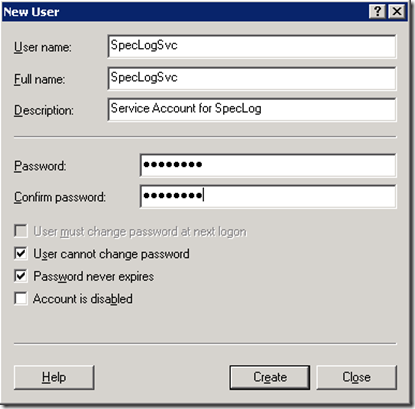 New User
User name: SpecLogSvc
Full name: SpecLogSvc
Description: Service Account for SpecLog
Password: ●●●●●●●●
Confirm password: ●●●●●●●●
User must change password at next logon
User cannot change password
Password never expires
Account is disabled
Help Create Close